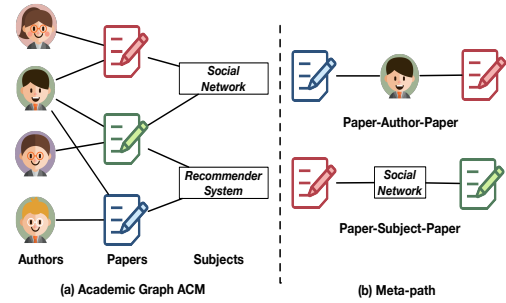 Social
Network
Recommender
System
Authors
Papers
Subjects
(a) Academic Graph ACM
Paper-Author-Paper
Social
Network
Paper-Subject-Paper
(b) Meta-path